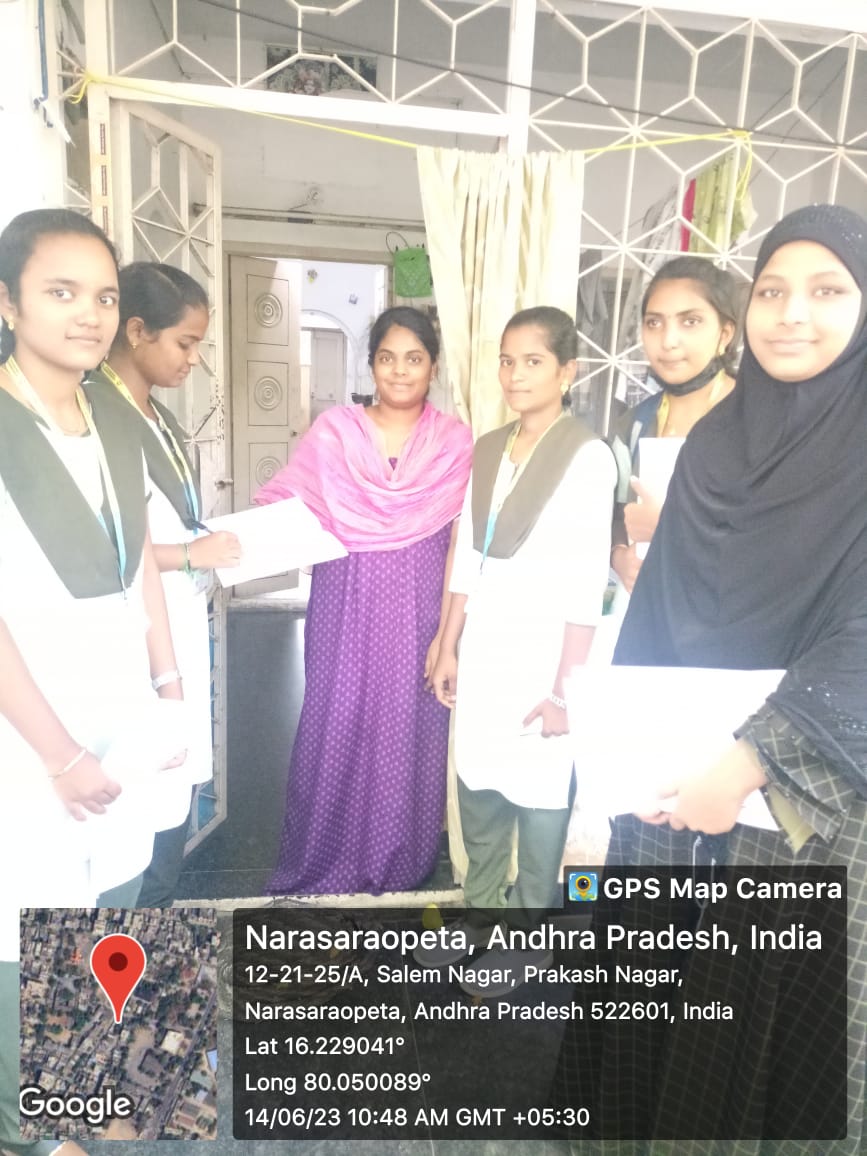 GPS Map Camera
Narasaraopeta, Andhra Pradesh, India
12-21-25/A, Salem Nagar, Prakash Nagar,
Narasaraopeta, Andhra Pradesh 522601, India
Lat 16.229041°
Long 80.050089°
14/06/23 10:48 AM GMT +05:30
Google